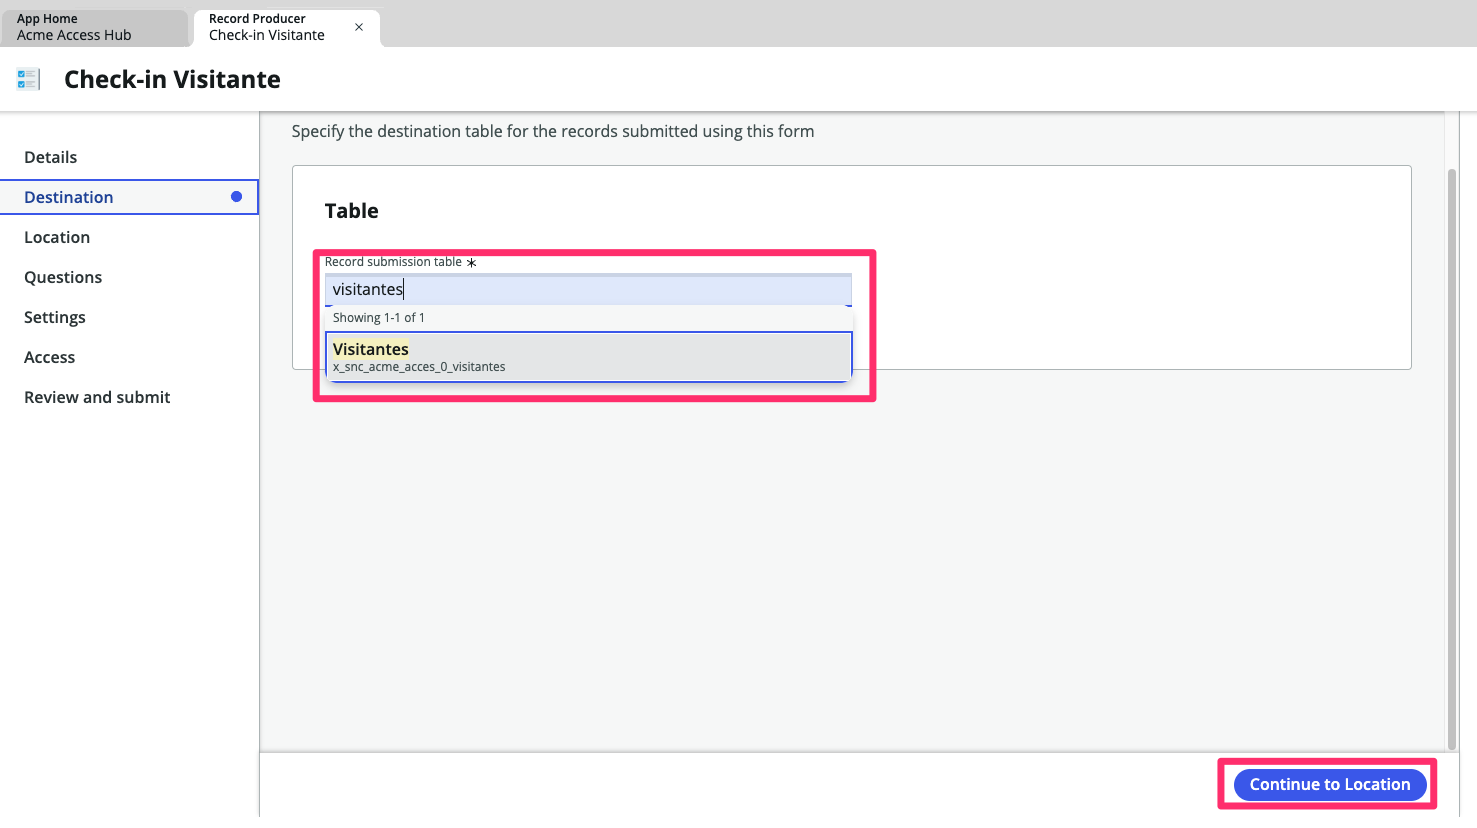 App Home
Acme Access Hub
Record Producer
Check-in Visitante
Check-in Visitante
Details
Destination
Location
Questions
Settings
Access
Review and submit
Specify the destination table for the records submitted using this form
Table
Record submission table *
visitantes
Showing 1-1 of 1
Visitantes
x_snc_acme_acces_0_visitantes
Continue to Location